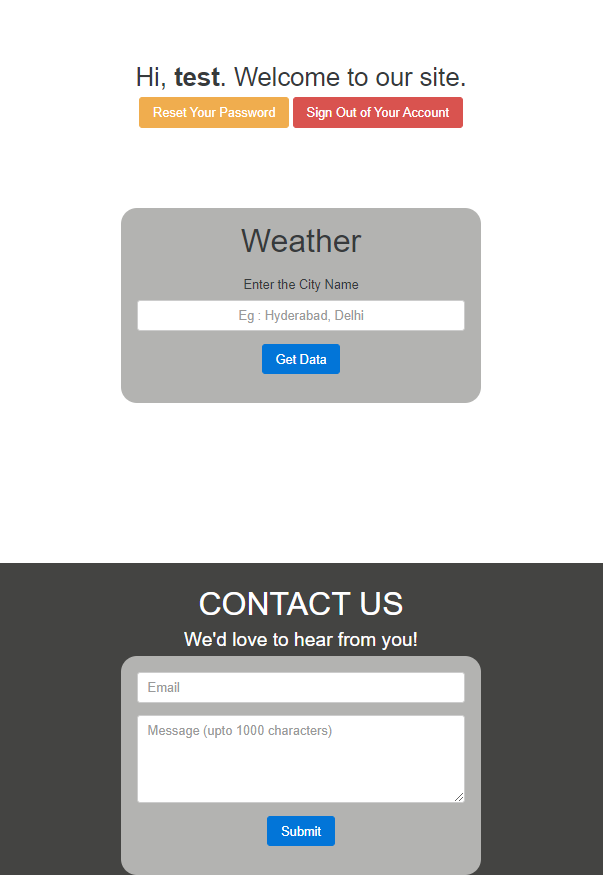 Hi, test. Welcome to our site.
Reset Your Password Sign Out of Your Account
Weather
Enter the City Name
Eg : Hyderabad, Delhi
Get Data
CONTACT US
We'd love to hear from you!
Email
Message (upto 1000 characters)
Submit